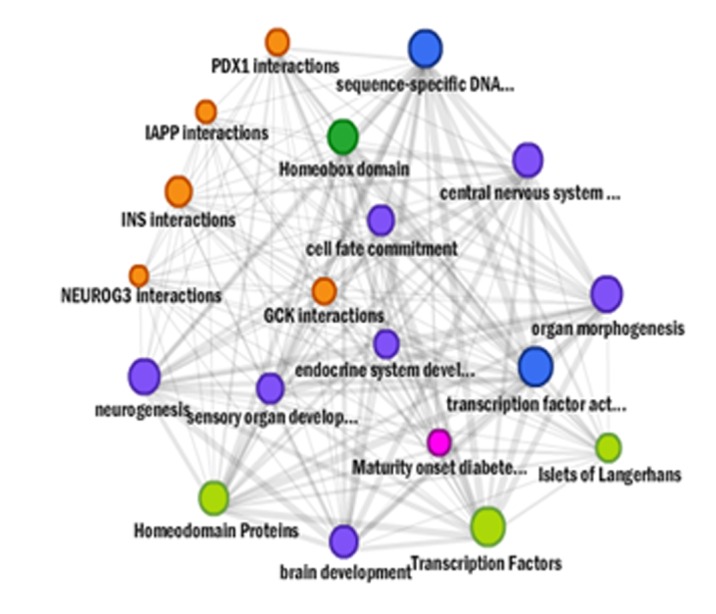 PDX1 interactions
sequence-specific DNA...
IAPP interactions
Homeobox domain
central nervous system ...
INS interactions
cell fate commitment
NEUROG3 interactions
GCK interactions
organ morphogenesis
endocrine system devel...
neurogenesis
sensory organ develop...
transcription factor act...
Maturity onset diabete...
Islets of Langerhans
Homeodomain Proteins
brain development
Transcription Factors